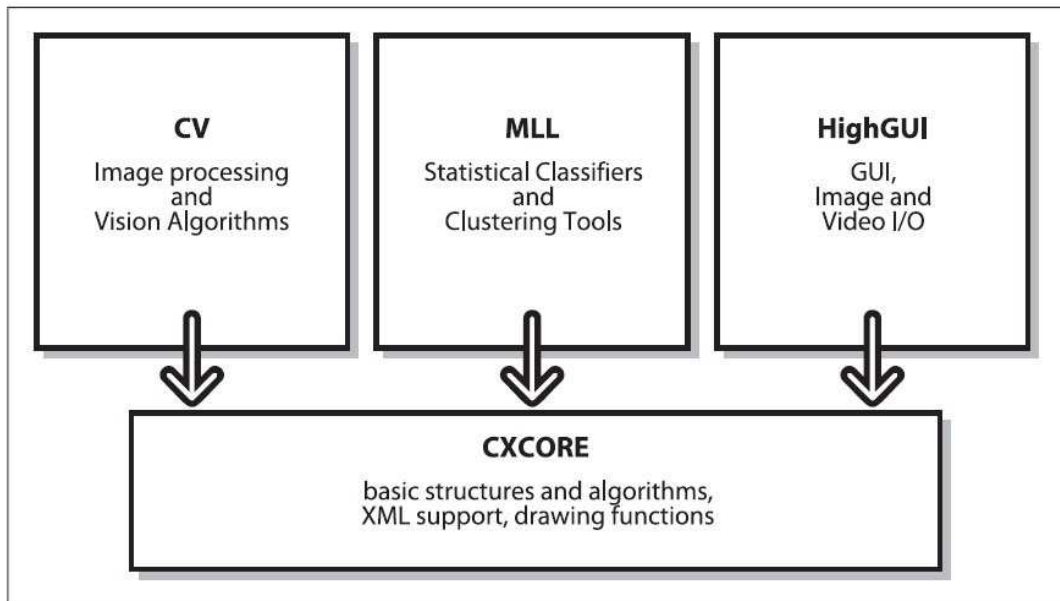 CV
Image processing
and
Vision Algorithms
MLL
Statistical Classifiers
and
Clustering Tools
HighGUI
GUI,
Image and
Video I/O
CXCORE
basic structures and algorithms,
XML support, drawing functions